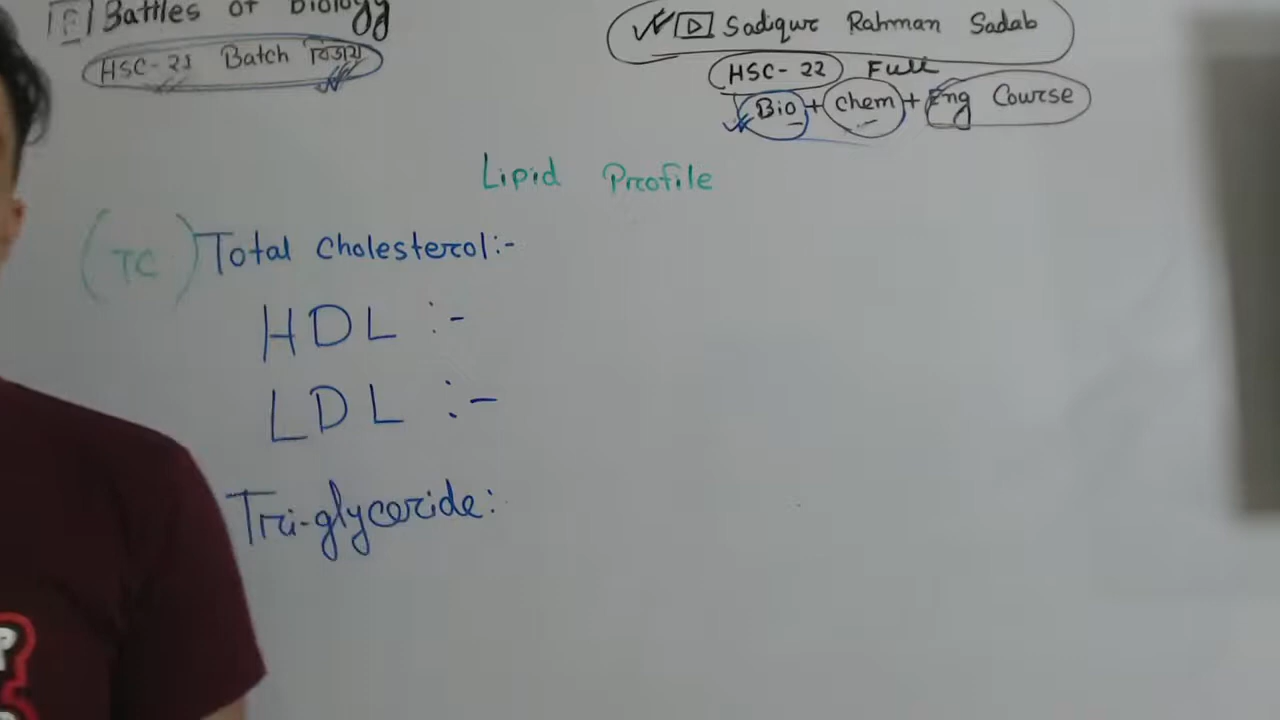 Battles of Biology
HSC-21 Batch বিজয়
Sadiqur Rahman Sadab
HSC-22 Full
Bio + Chem + Eng Course
Lipid Profile
(TC) Total Cholesterol:-
HDL :-
LDL :-
Tri-glyceride: